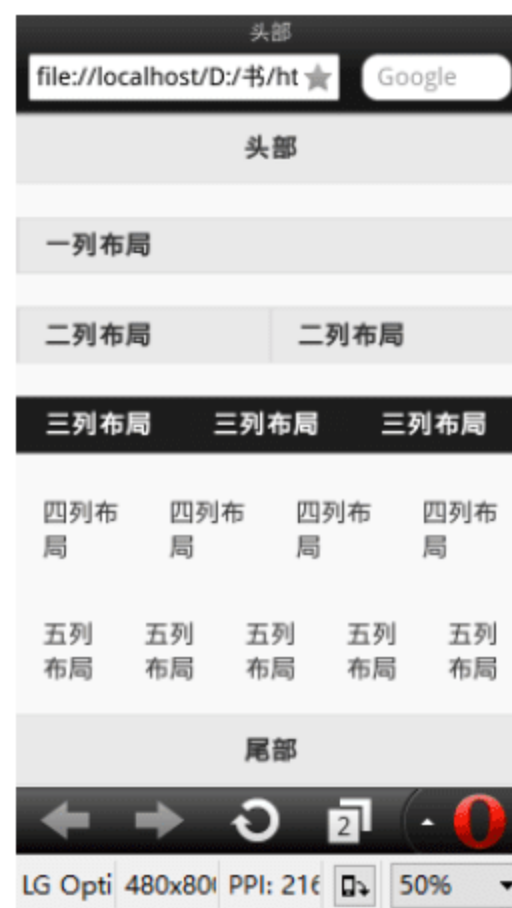 头部
file://localhost/D:/书/ht Google
头部
一列布局
二列布局 二列布局
三列布局 三列布局 三列布局
四列布 四列布 四列布 四列布
局 局 局 局
五列 五列 五列 五列 五列
布局 布局 布局 布局 布局
尾部
2
LG Opti 480x80 PPI: 216 50%